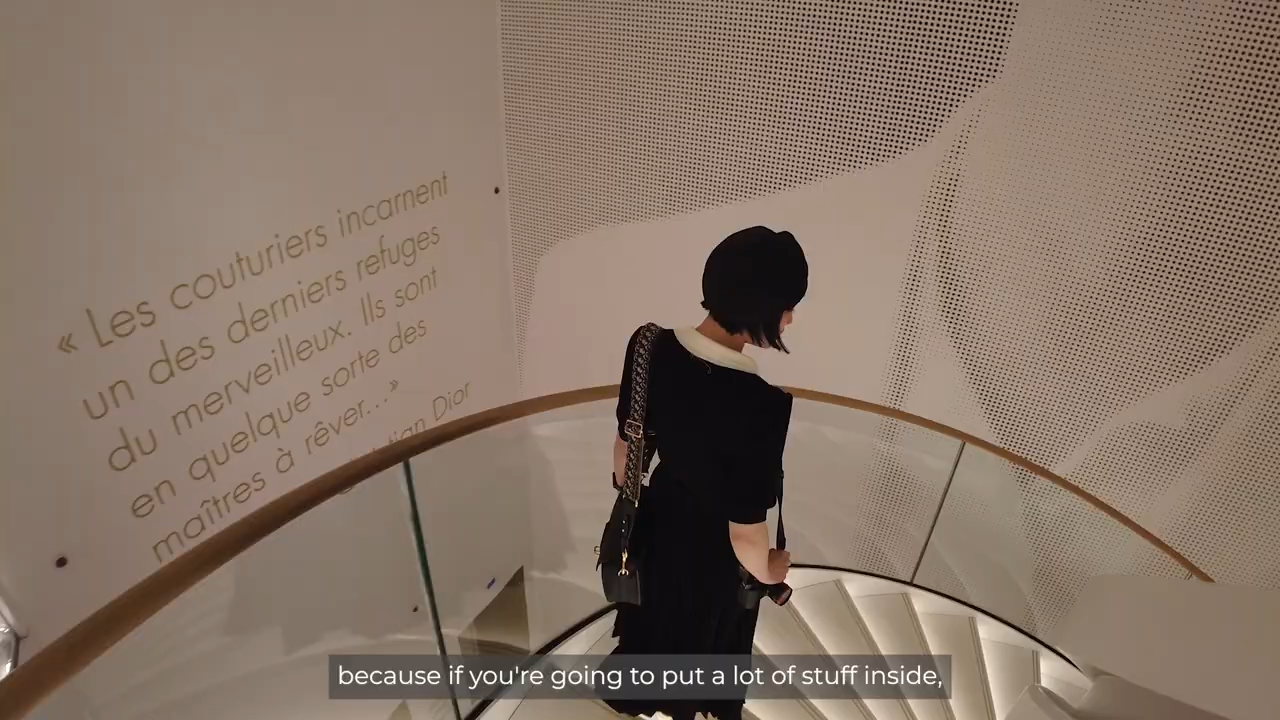 « Les couturiers incarnent
un des derniers refuges
du merveilleux. Ils sont
en quelque sorte des
maîtres à rêver... »
Dior
because if you're going to put a lot of stuff inside,